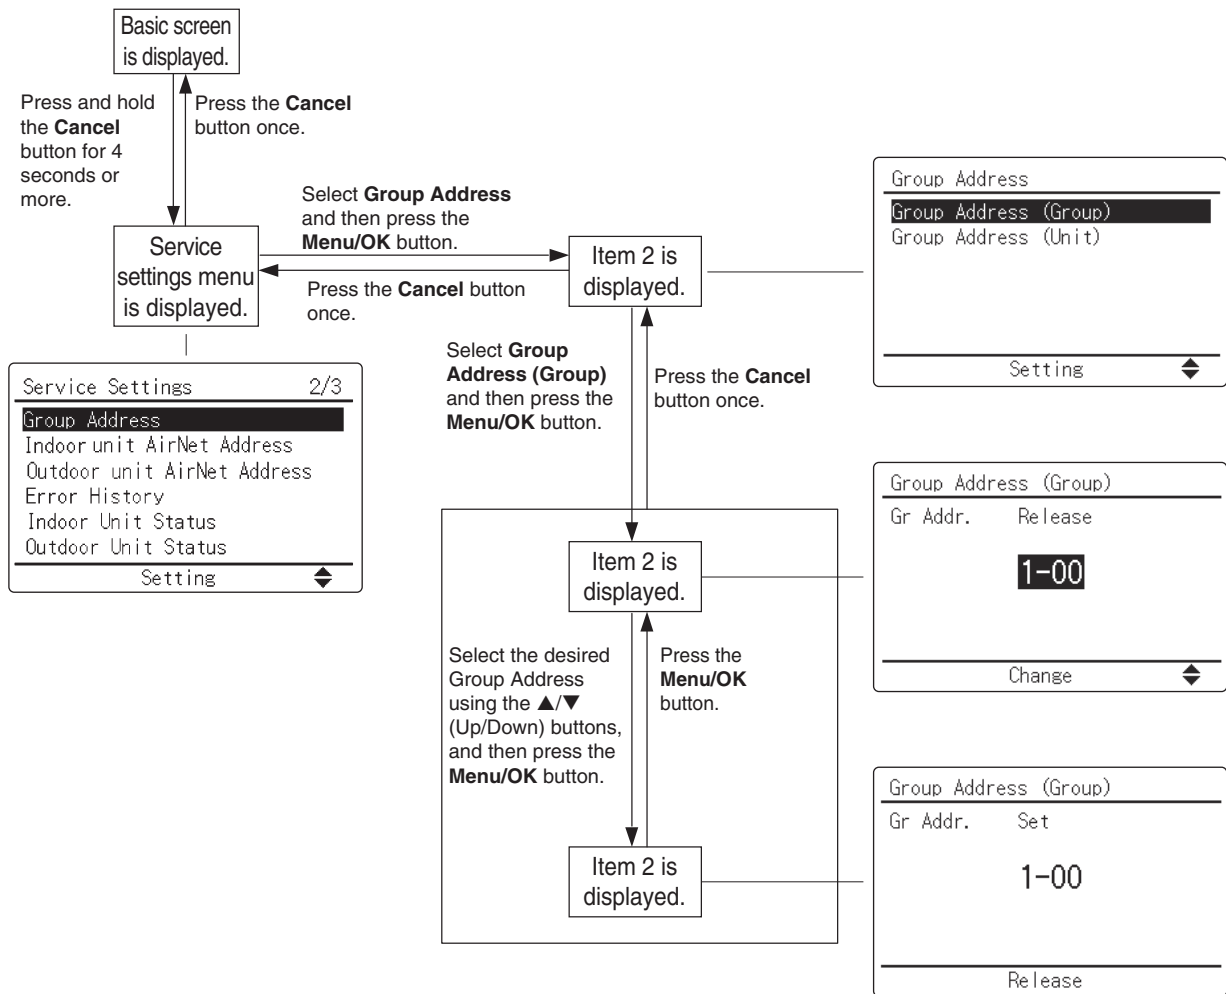 Basic screen
is displayed.
Press and hold
the Cancel
button for 4
seconds or
more.
Press the Cancel
button once.
Select Group Address
and then press the
Menu/OK button.
Service
settings menu
is displayed.
Press the Cancel button
once.
Item 2 is
displayed.
Group Address
Group Address (Group)
Group Address (Unit)
Setting
Service Settings 2/3
Group Address
Indoor unit AirNet Address
Outdoor unit AirNet Address
Error History
Indoor Unit Status
Outdoor Unit Status
Setting
Select Group
Address (Group)
and then press the
Menu/OK button.
Press the Cancel
button once.
Item 2 is
displayed.
Group Address (Group)
Gr Addr. Release
1-00
Change
Select the desired
Group Address
using the ▲/▼
(Up/Down) buttons,
and then press the
Menu/OK button.
Press the
Menu/OK
button.
Item 2 is
displayed.
Group Address (Group)
Gr Addr. Set
1-00
Release